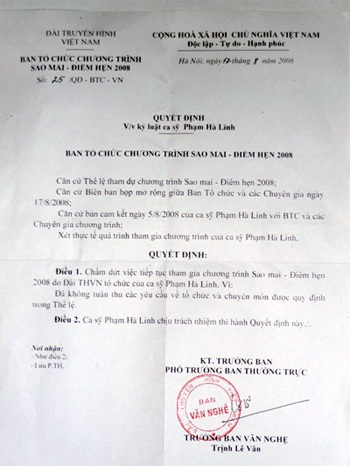 ĐÀI TRUYỀN HÌNH
VIỆT NAM
BAN TỔ CHỨC CHƯƠNG TRÌNH
SAO MAI - ĐIỂM HẸN 2008
Số: 25 /QĐ - BTC - VN
CỘNG HOÀ XÃ HỘI CHỦ NGHĨA VIỆT NAM
Độc lập - Tự do - Hạnh phúc
Hà Nội, ngày 17 tháng 8 năm 2008
QUYẾT ĐỊNH
V/v kỷ luật ca sỹ Phạm Hà Linh
BAN TỔ CHỨC CHƯƠNG TRÌNH SAO MAI - ĐIỂM HẸN 2008
Căn cứ Thể lệ tham dự chương trình Sao mai - Điểm hẹn 2008;
Căn cứ Biên bản họp mở rộng giữa Ban Tổ chức và các Chuyên gia ngày
17/8/2008;
Căn cứ bản cam kết ngày 5/8/2008 của ca sỹ Phạm Hà Linh với BTC và các
Chuyên gia chương trình;
Xét thực tế quá trình tham gia chương trình của ca sỹ Phạm Hà Linh.
QUYẾT ĐỊNH:
Điều 1. Chấm dứt việc tiếp tục tham gia chương trình Sao mai - Điểm hẹn
2008 do Đài THVN tổ chức của ca sỹ Phạm Hà Linh. Vì:
Đã không tuân thủ các yêu cầu về tổ chức và chuyên môn được quy định
trong Thể lệ.
Điều 2. Ca sỹ Phạm Hà Linh chịu trách nhiệm thi hành Quyết định này./.
Nơi nhận:
- Như điều 2;
- Lưu P.TH.
KT. TRƯỞNG BAN
PHÓ TRƯỞNG BAN THƯỜNG TRỰC
BAN
VĂN NGHỆ
TRƯỞNG BAN VĂN NGHỆ
Trịnh Lê Văn